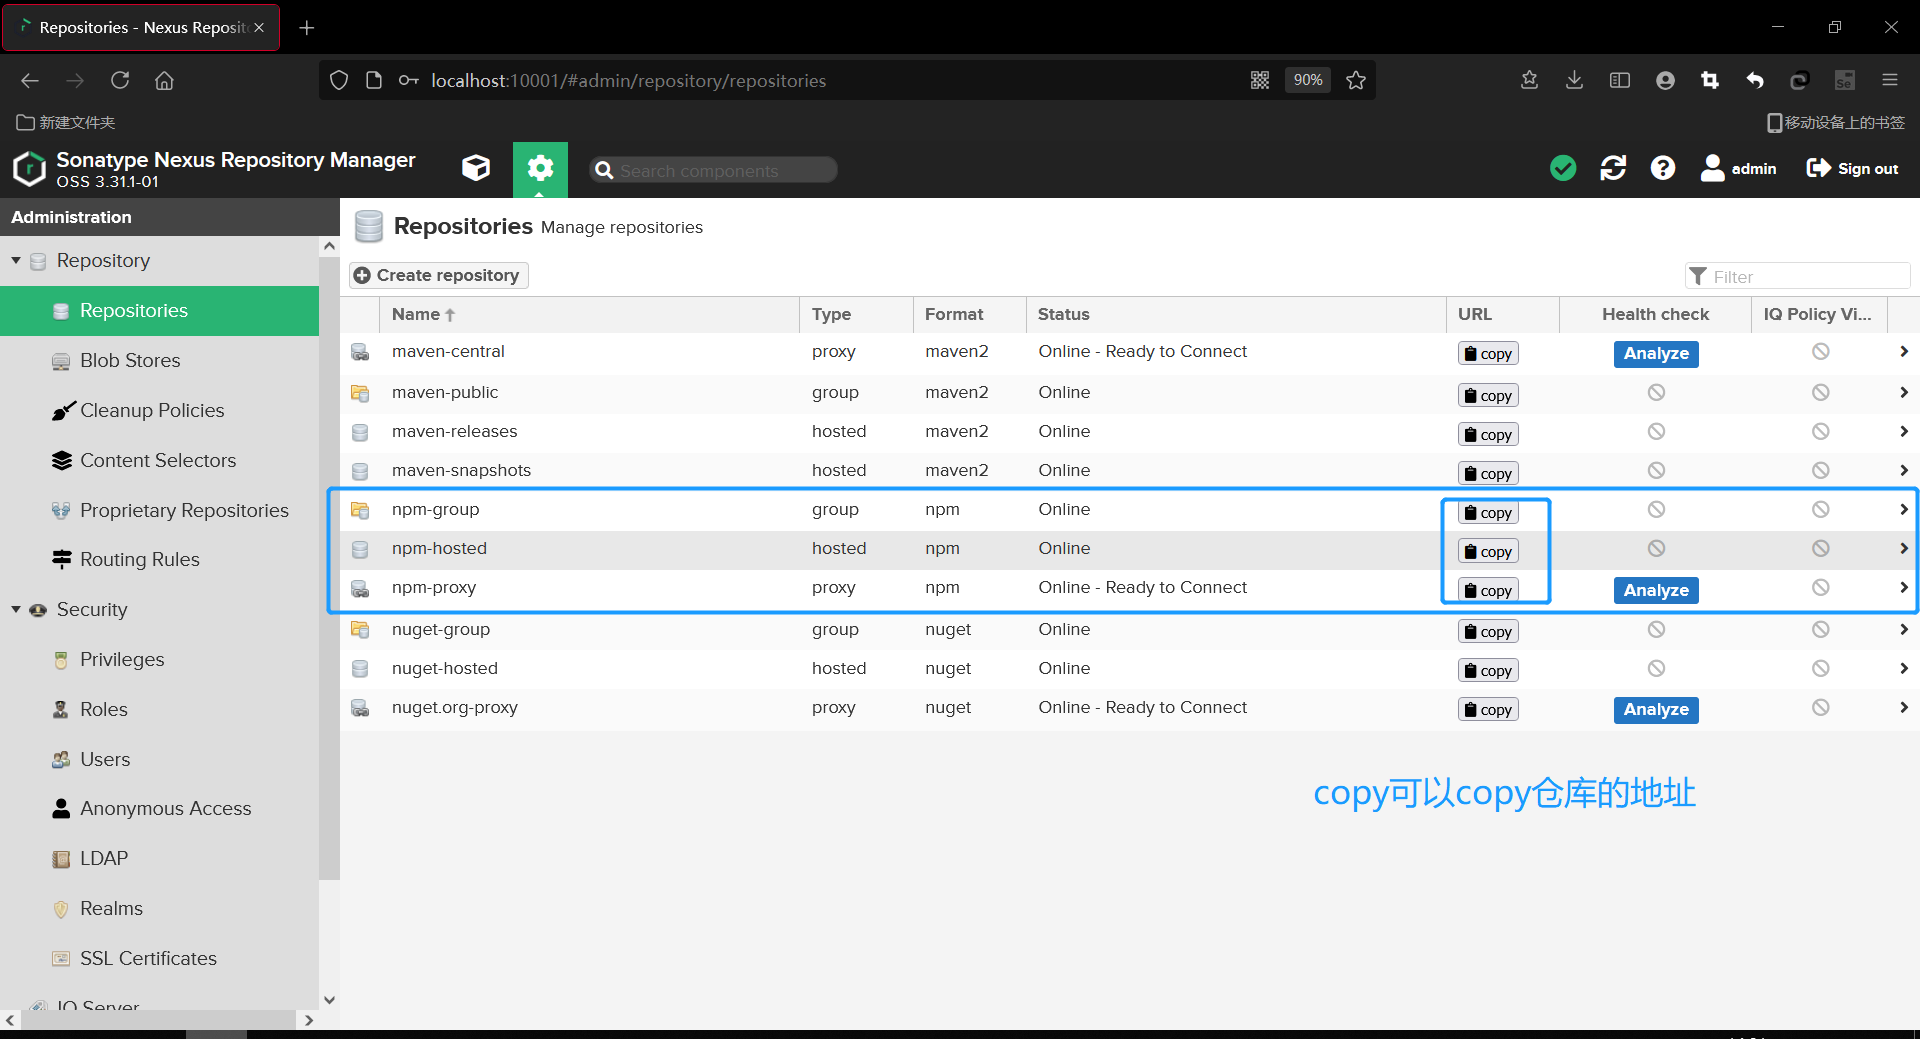 Repositories - Nexus Reposit
localhost:10001/#admin/repository/repositories
90%
新建文件夹
移动设备上的书签
Sonatype Nexus Repository Manager
OSS 3.31.1-01
Search components
admin
Sign out
Administration
Repository
Repositories
Blob Stores
Cleanup Policies
Content Selectors
Proprietary Repositories
Routing Rules
Security
Privileges
Roles
Users
Anonymous Access
LDAP
Realms
SSL Certificates
IQ Server
Repositories Manage repositories
Create repository
Filter
Name Type Format Status URL Health check IQ Policy Vi...
maven-central proxy maven2 Online - Ready to Connect copy Analyze
maven-public group maven2 Online copy
maven-releases hosted maven2 Online copy
maven-snapshots hosted maven2 Online copy
npm-group group npm Online copy
npm-hosted hosted npm Online copy
npm-proxy proxy npm Online - Ready to Connect copy Analyze
nuget-group group nuget Online copy
nuget-hosted hosted nuget Online copy
nuget.org-proxy proxy nuget Online - Ready to Connect copy Analyze
copy可以copy仓库的地址